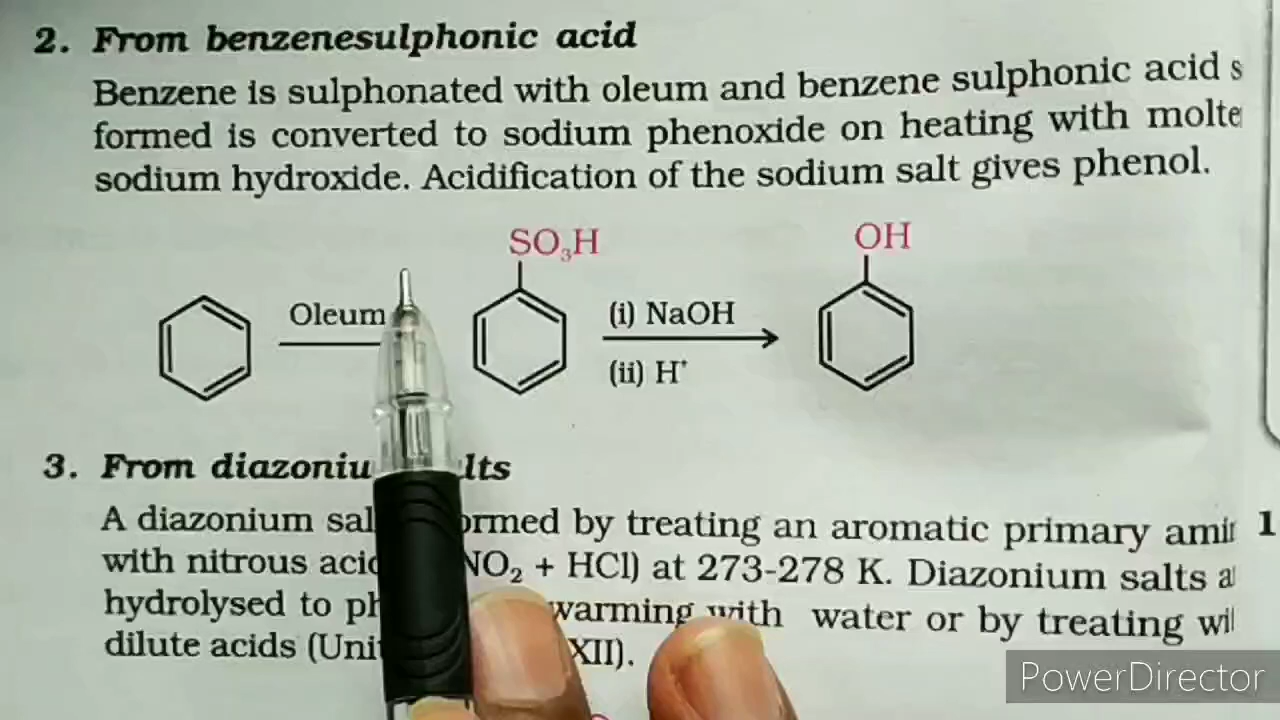 2. From benzenesulphonic acid
Benzene is sulphonated with oleum and benzene sulphonic acid s
formed is converted to sodium phenoxide on heating with molte
sodium hydroxide. Acidification of the sodium salt gives phenol.
SO₃H
OH
Oleum
(i) NaOH
(ii) H⁺
3. From diazoniu lts
A diazonium sal ormed by treating an aromatic primary amin 1
with nitrous acid NO₂ + HCl) at 273-278 K. Diazonium salts a
hydrolysed to ph warming with water or by treating wi
dilute acids (Uni XII).
PowerDirector